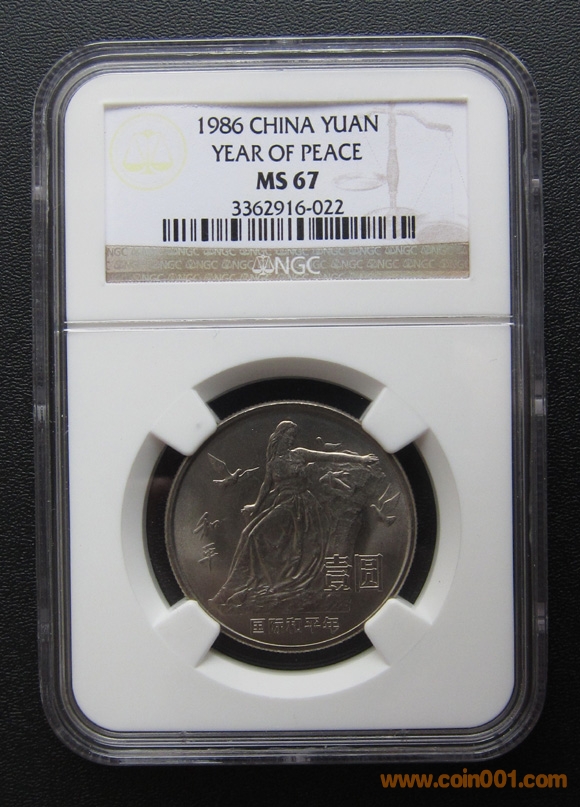 1986 CHINA YUAN
YEAR OF PEACE
MS 67
3362916-022
NGC
和平
壹圆
国际和平年
www.coin001.com